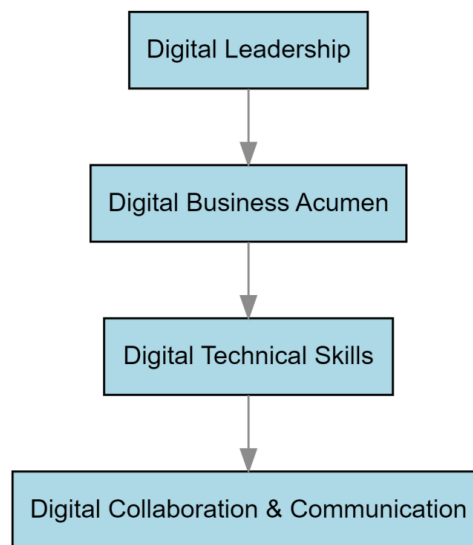 Digital Leadership
Digital Business Acumen
Digital Technical Skills
Digital Collaboration & Communication